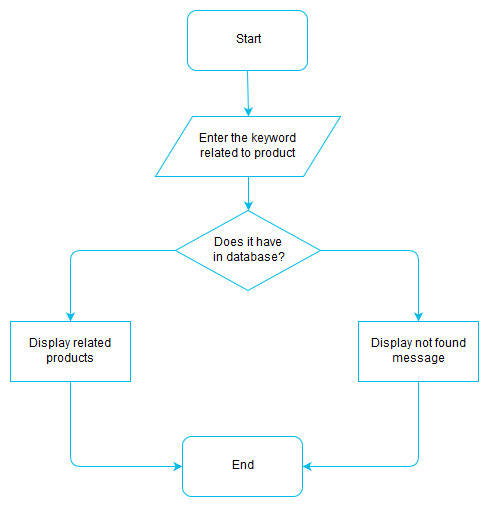 Start
Enter the keyword
related to product
Does it have
in database?
Display related
products
Display not found
message
End